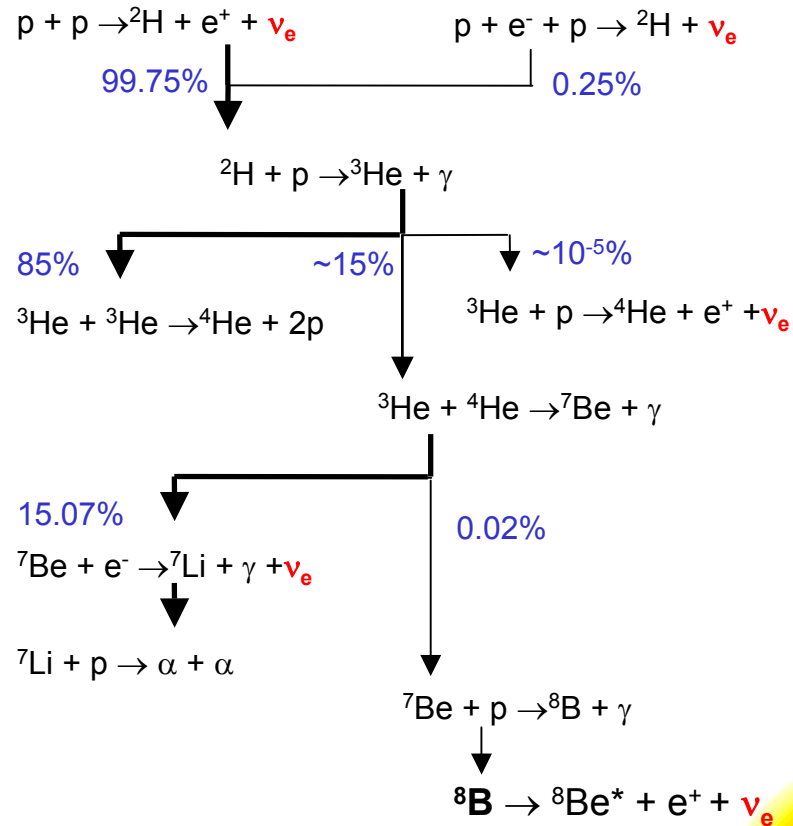 p + p →²H + e⁺ + νₑ
p + e⁻ + p → ²H + νₑ
99.75%
0.25%
²H + p →³He + γ
85%
~15%
~10⁻⁵%
³He + ³He →⁴He + 2p
³He + p →⁴He + e⁺ +νₑ
³He + ⁴He →⁷Be + γ
15.07%
0.02%
⁷Be + e⁻ →⁷Li + γ +νₑ
⁷Li + p → α + α
⁷Be + p →⁸B + γ
⁸B → ⁸Be* + e⁺ + νₑ